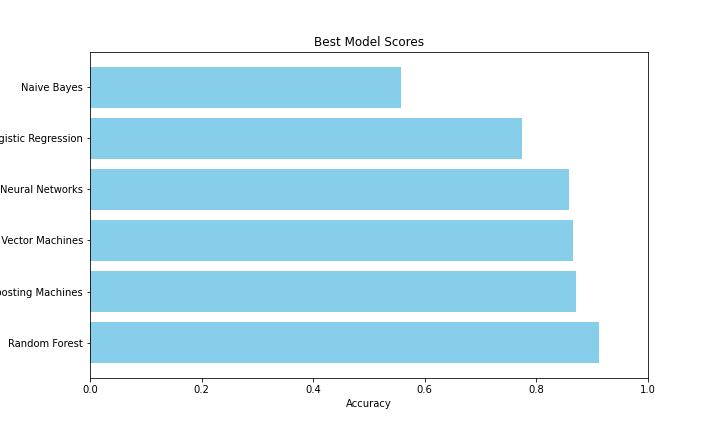 Best Model Scores
Naive Bayes
gistic Regression
Neural Networks
Vector Machines
osting Machines
Random Forest
0.0 0.2 0.4 0.6 0.8 1.0
Accuracy